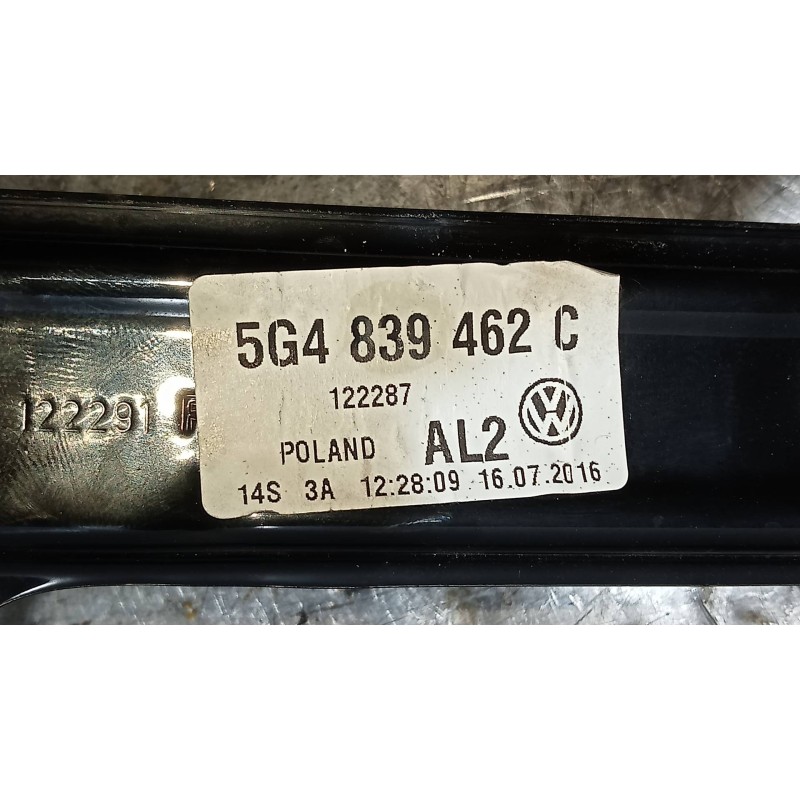 5G4 839 462 C
122287
122291
POLAND AL2
14S 3A 12:28:09 16.07.2016